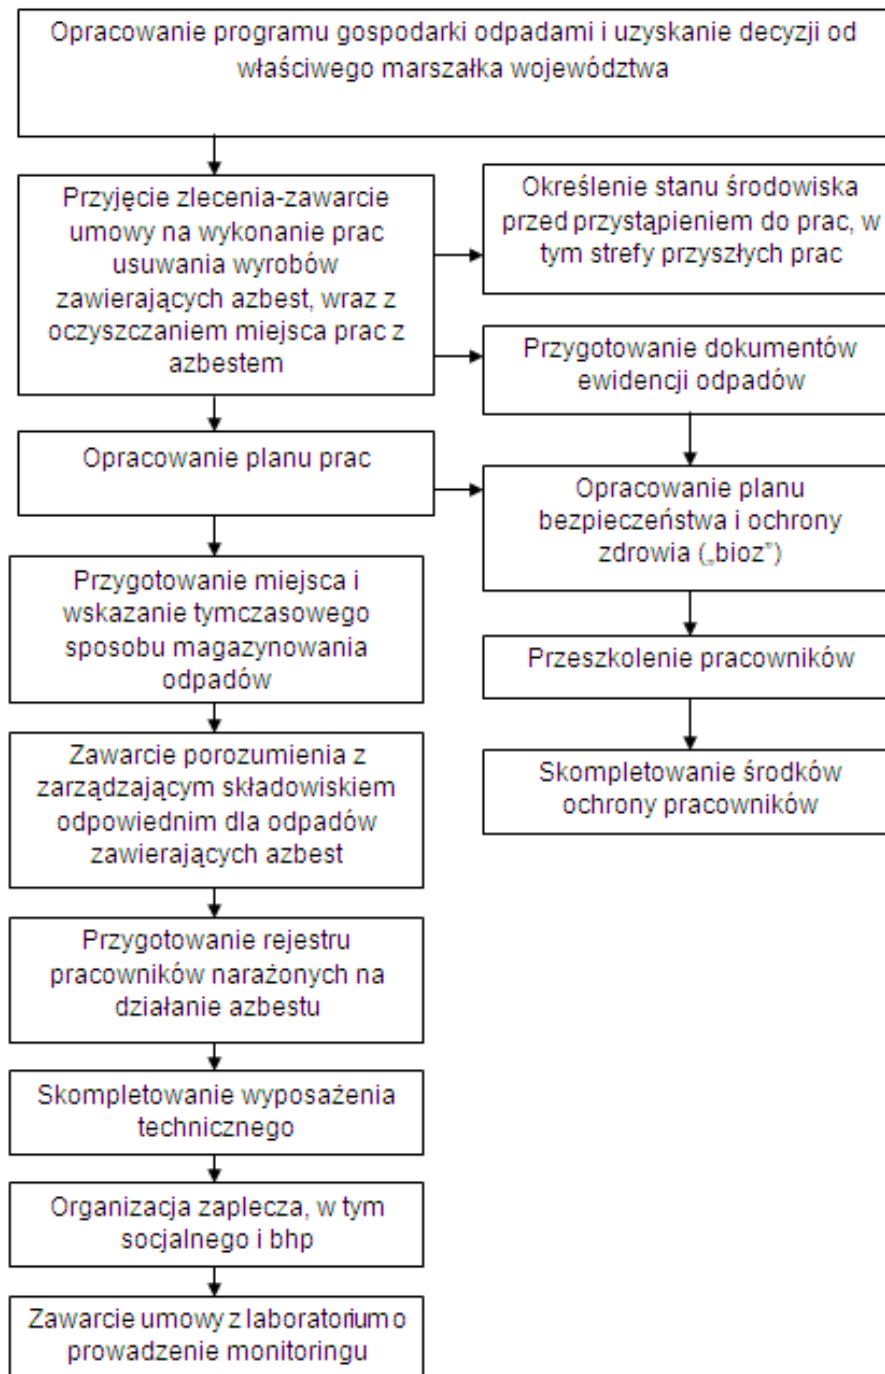 Opracowanie programu gospodarki odpadami i uzyskanie decyzji od
właściwego marszałka województwa
Przyjęcie zlecenia-zawarcie
umowy na wykonanie prac
usuwania wyrobów
zawierających azbest, wraz z
oczyszczaniem miejsca prac z
azbestem
Określenie stanu środowiska
przed przystąpieniem do prac, w
tym strefy przyszłych prac
Przygotowanie dokumentów
ewidencji odpadów
Opracowanie planu prac
Opracowanie planu
bezpieczeństwa i ochrony
zdrowia („bioz”)
Przygotowanie miejsca i
wskazanie tymczasowego
sposobu magazynowania
odpadów
Przeszkolenie pracowników
Zawarcie porozumienia z
zarządzającym składowiskiem
odpowiednim dla odpadów
zawierających azbest
Skompletowanie środków
ochrony pracowników
Przygotowanie rejestru
pracowników narażonych na
działanie azbestu
Skompletowanie wyposażenia
technicznego
Organizacja zaplecza, w tym
socjalnego i bhp
Zawarcie umowy z laboratorium o
prowadzenie monitoringu